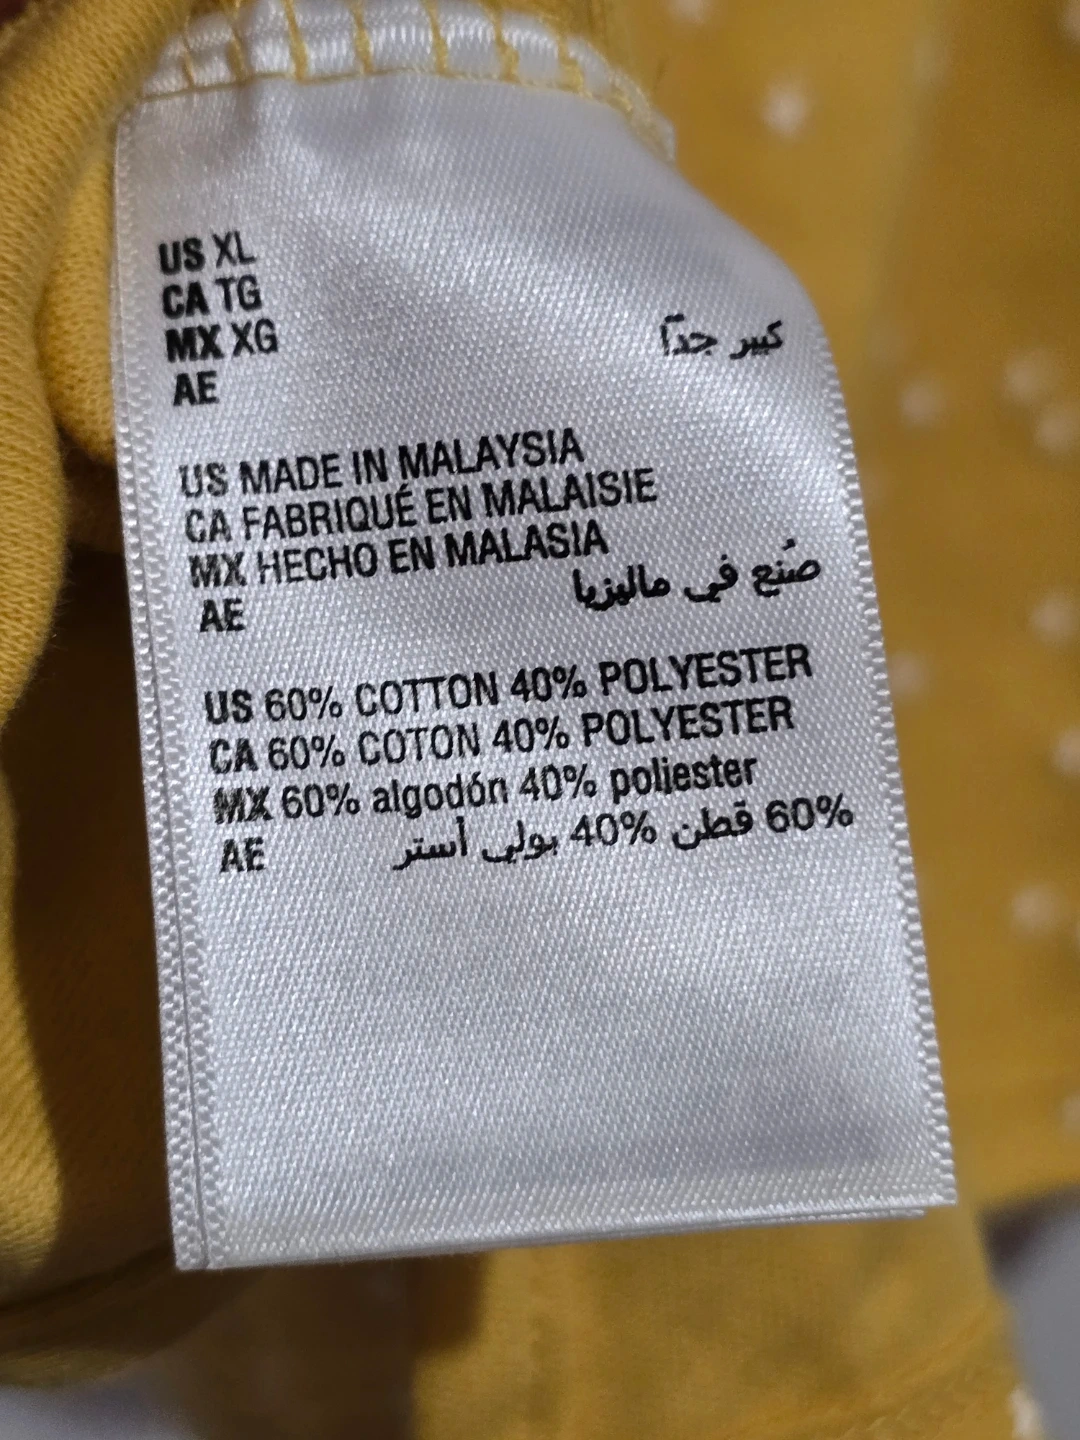 US XL
CA TG
MX XG
AE كبير جدّاً
US MADE IN MALAYSIA
CA FABRIQUÉ EN MALAISIE
MX HECHO EN MALASIA
AE صُنع في ماليزيا
US 60% COTTON 40% POLYESTER
CA 60% COTON 40% POLYESTER
MX 60% algodón 40% poliester
AE 60% قطن 40% بولي أستر